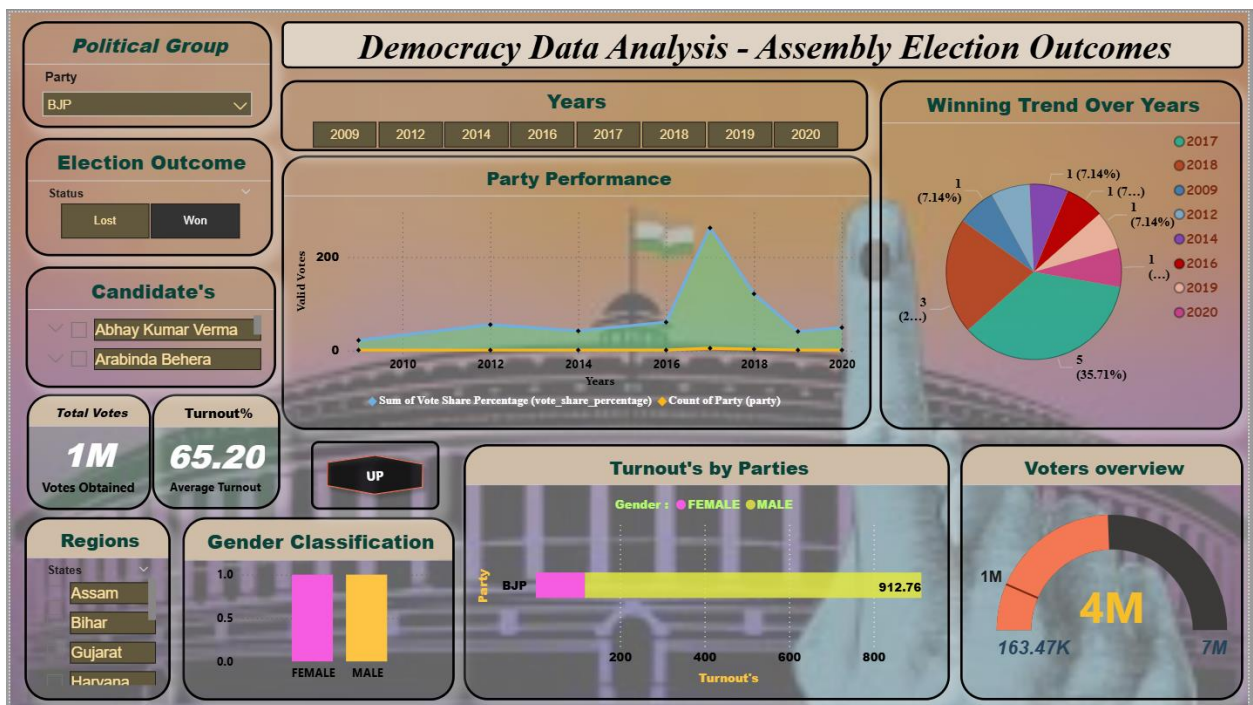 Political Group
Party
BJP
Democracy Data Analysis - Assembly Election Outcomes
Years
2009 2012 2014 2016 2017 2018 2019 2020
Election Outcome
Status
Lost Won
Candidate's
Abhay Kumar Verma
Arabinda Behera
Party Performance
Valid Votes
200
0
2010 2012 2014 2016 2018 2020
Years
Sum of Vote Share Percentage (vote_share_percentage) Count of Party (party)
Winning Trend Over Years
2017
2018
2009
2012
2014
2016
2019
2020
1 (7.14%)
1 (7...)
1
(7.14%)
1
(7.14%)
1
(...)
3
(2...)
5
(35.71%)
Total Votes
1M
Votes Obtained
Turnout%
65.20
Average Turnout
UP
Regions
States
Assam
Bihar
Gujarat
Haryana
Gender Classification
1.0
0.5
0.0
FEMALE MALE
Turnout's by Parties
Gender : FEMALE MALE
Party
BJP
912.76
200 400 600 800
Turnout's
Voters overview
1M
4M
163.47K
7M